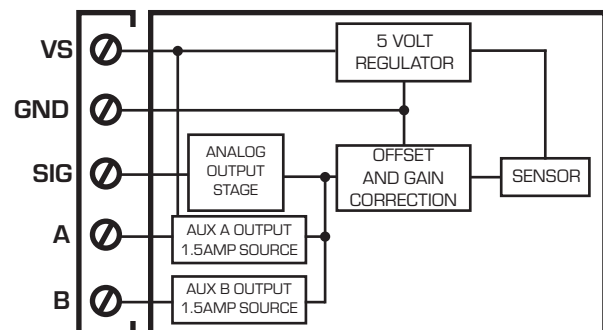 VS
5 VOLT
REGULATOR
GND
SIG
ANALOG
OUTPUT
STAGE
OFFSET
AND GAIN
CORRECTION
SENSOR
A
AUX A OUTPUT
1.5AMP SOURCE
B
AUX B OUTPUT
1.5AMP SOURCE